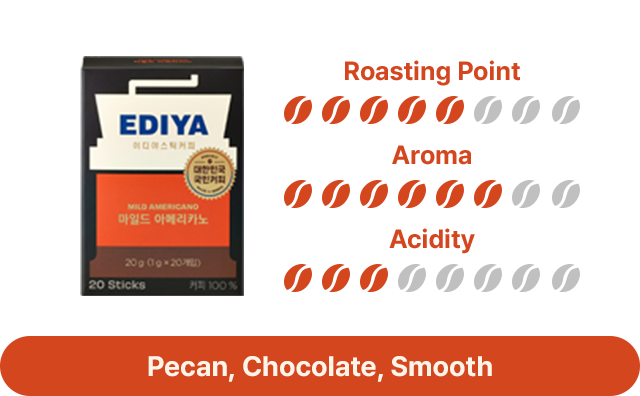 Roasting Point
Aroma
Acidity
EDIYA
이디야스틱커피
대한민국
국민커피
MILD AMERICANO
마일드 아메리카노
20 g (1 g × 20개입)
20 Sticks
커피 100 %
Pecan, Chocolate, Smooth